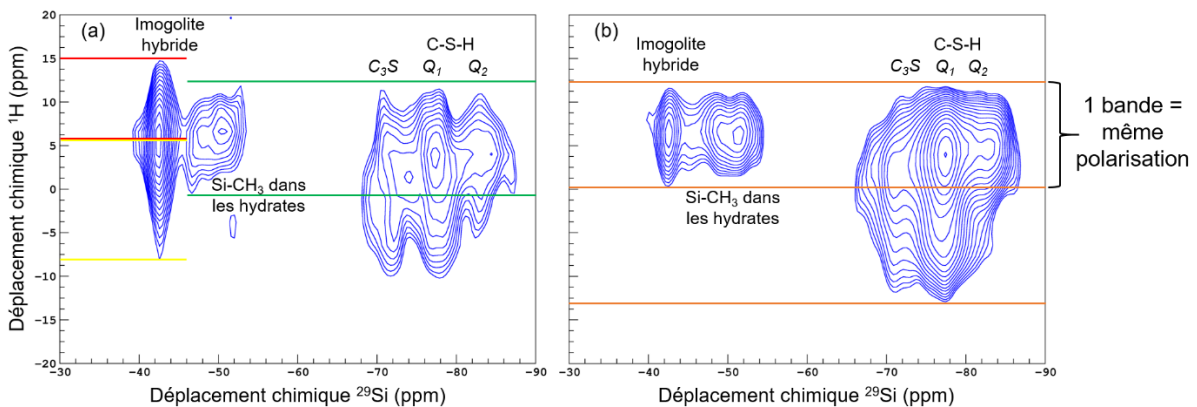 (a)
Imogolite
hybride
C-S-H
C₃S Q₁ Q₂
Si-CH₃ dans
les hydrates
Déplacement chimique ¹H (ppm)
20
15
10
5
0
−5
−10
−15
−20
−30 −40 −50 −60 −70 −80 −90
Déplacement chimique ²⁹Si (ppm)
(b)
Imogolite
hybride
C-S-H
C₃S Q₁ Q₂
Si-CH₃ dans
les hydrates
−30 −40 −50 −60 −70 −80 −90
Déplacement chimique ²⁹Si (ppm)
1 bande =
même
polarisation